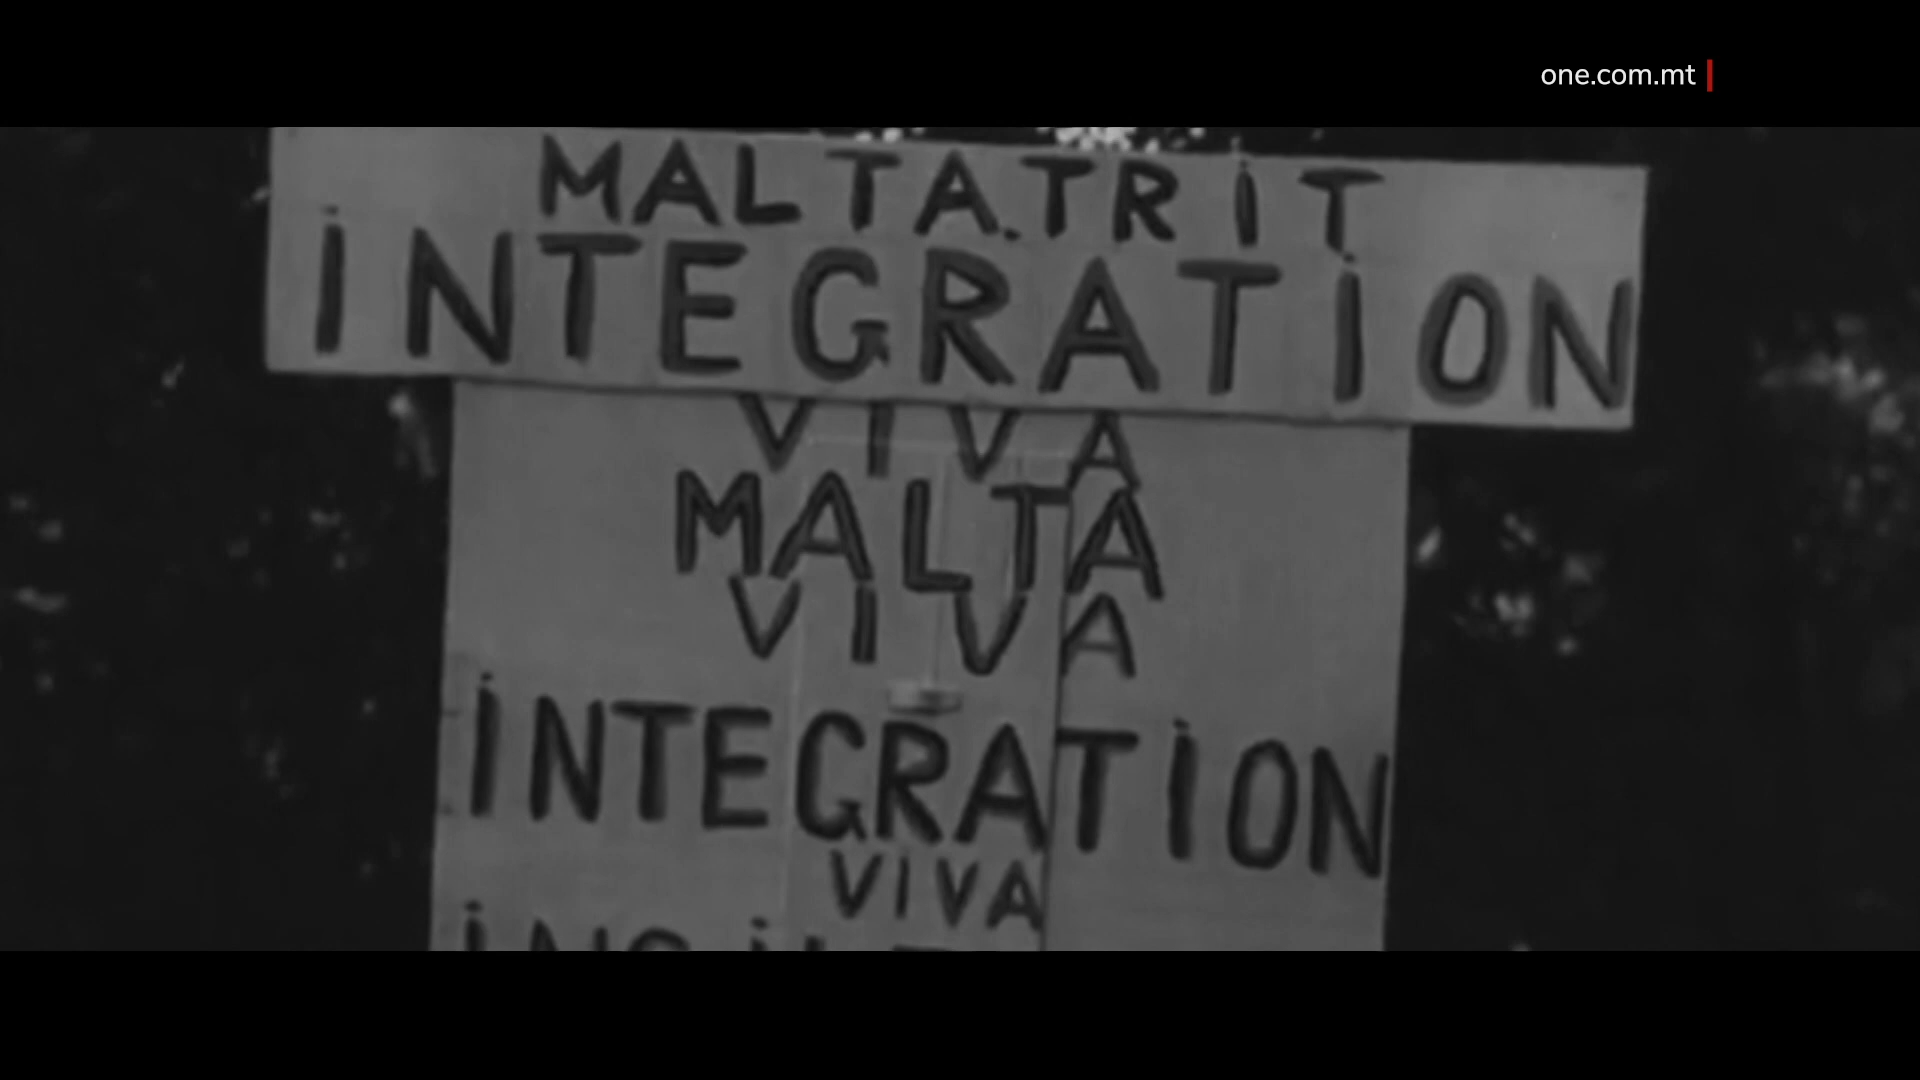 one.com.mt
MALTA.TRIT
INTEGRATION
VIVA
MALTA
VIVA
INTEGRATION
VIVA